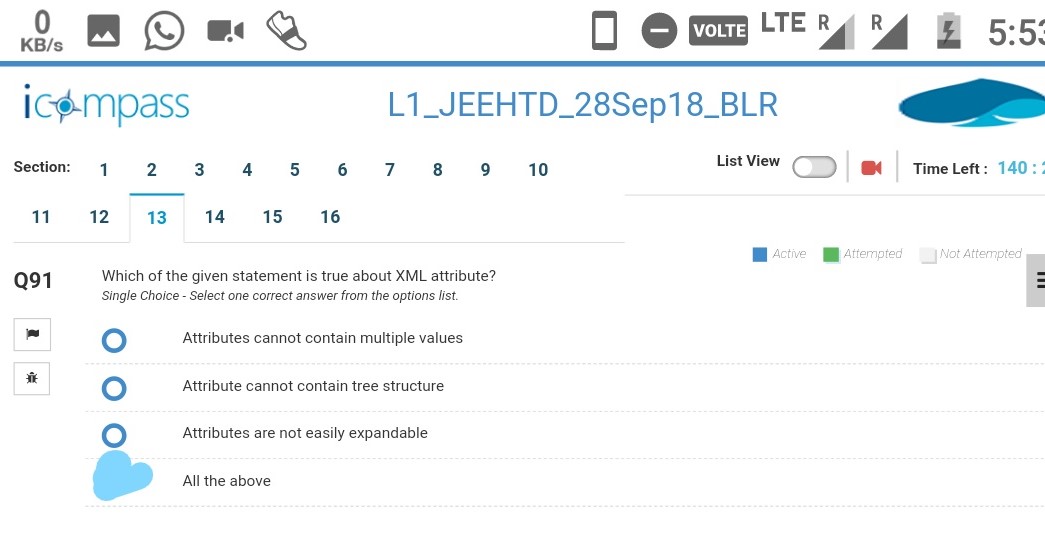 0
KB/s
VOLTE LTE R R 5:53
icompass
L1_JEEHTD_28Sep18_BLR
Section: 1 2 3 4 5 6 7 8 9 10
List View
Time Left : 140 :
11 12 13 14 15 16
Active Attempted Not Attempted
Q91
Which of the given statement is true about XML attribute?
Single Choice - Select one correct answer from the options list.
Attributes cannot contain multiple values
Attribute cannot contain tree structure
Attributes are not easily expandable
All the above